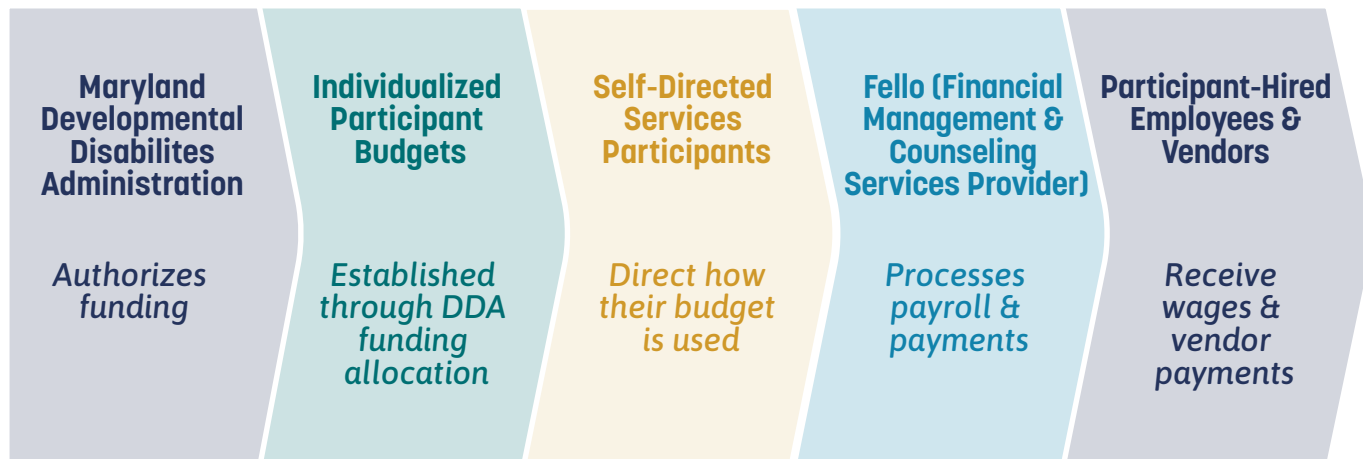 Maryland
Developmental
Disabilites
Administration
Authorizes
funding
Individualized
Participant
Budgets
Established
through DDA
funding
allocation
Self-Directed
Services
Participants
Direct how
their budget
is used
Fello (Financial
Management &
Counseling
Services Provider)
Processes
payroll &
payments
Participant-Hired
Employees &
Vendors
Receive
wages &
vendor
payments